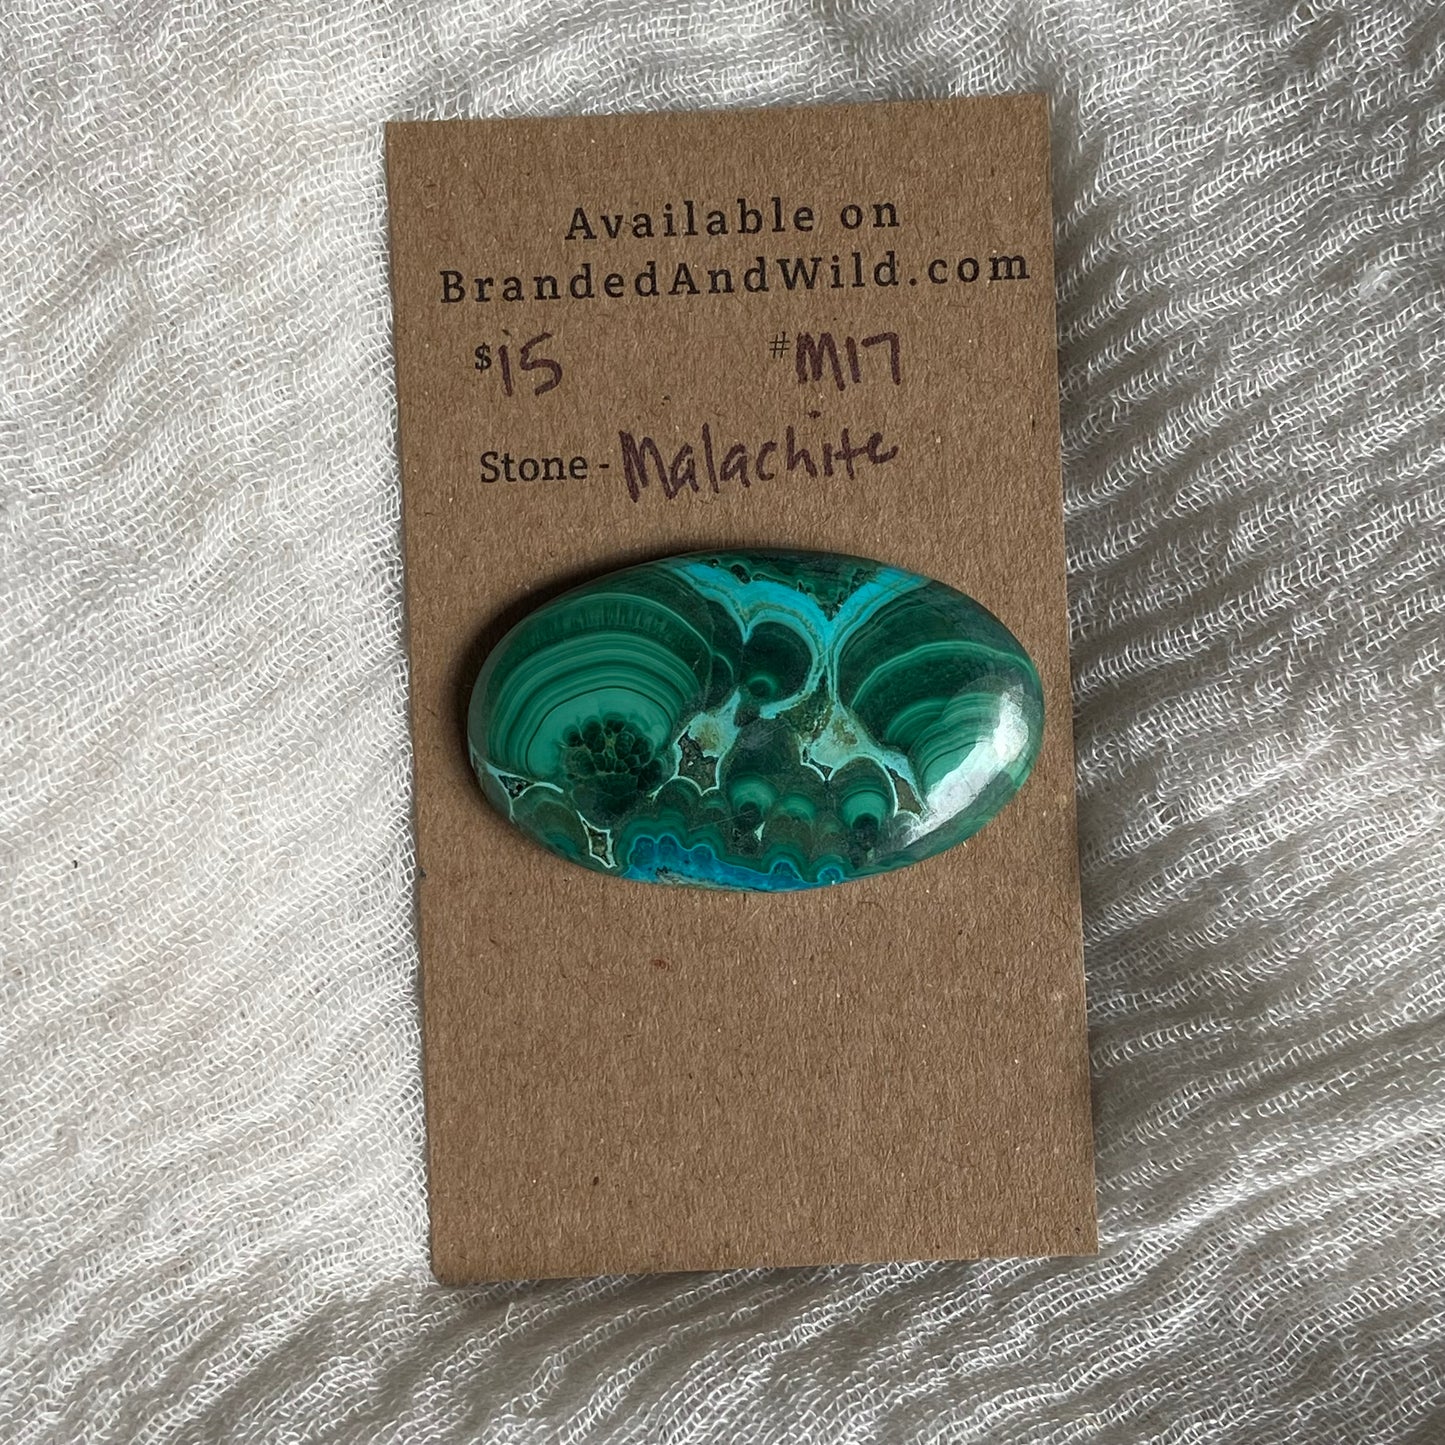 Available on
BrandedAndWild.com
$15 #M17
Stone - Malachite